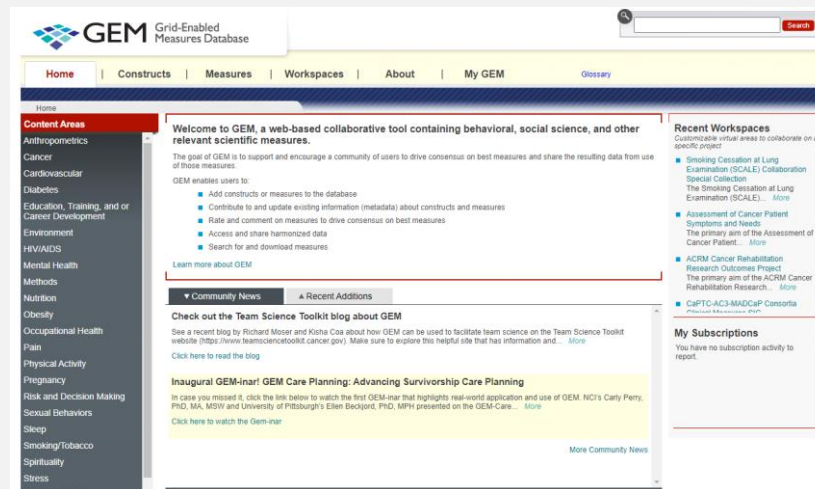 GEM Grid-Enabled
Measures Database
Search
Home | Constructs | Measures | Workspaces | About | My GEM Glossary
Home
Content Areas
Anthropometrics
Cancer
Cardiovascular
Diabetes
Education, Training, and or
Career Development
Environment
HIV/AIDS
Mental Health
Methods
Nutrition
Obesity
Occupational Health
Pain
Physical Activity
Pregnancy
Risk and Decision Making
Sexual Behaviors
Sleep
Smoking/Tobacco
Spirituality
Stress
Welcome to GEM, a web-based collaborative tool containing behavioral, social science, and other
relevant scientific measures.
The goal of GEM is to support and encourage a community of users to drive consensus on best measures and share the resulting data from use
of those measures.
GEM enables users to:
Add constructs or measures to the database
Contribute to and update existing information (metadata) about constructs and measures
Rate and comment on measures to drive consensus on best measures
Access and share harmonized data
Search for and download measures
Learn more about GEM
▼ Community News ▲ Recent Additions
Check out the Team Science Toolkit blog about GEM
See a recent blog by Richard Moser and Kisha Coa about how GEM can be used to facilitate team science on the Team Science Toolkit
website (https://www.teamsciencetoolkit.cancer.gov). Make sure to explore this helpful site that has information and... More
Click here to read the blog
Inaugural GEM-inar! GEM Care Planning: Advancing Survivorship Care Planning
In case you missed it, click the link below to watch the first GEM-inar that highlights real-world application and use of GEM. NCI's Carly Perry,
PhD, MA, MSW and University of Pittsburgh's Ellen Beckjord, PhD, MPH presented on the GEM-Care... More
Click here to watch the Gem-inar
More Community News
Recent Workspaces
Customizable virtual areas to collaborate on a
specific project
Smoking Cessation at Lung
Examination (SCALE) Collaboration
Special Collection
The Smoking Cessation at Lung
Examination (SCALE)... More
Assessment of Cancer Patient
Symptoms and Needs
The primary aim of the Assessment of
Cancer Patient... More
ACRM Cancer Rehabilitation
Research Outcomes Project
The primary aim of the ACRM Cancer
Rehabilitation Research... More
CaPTC-AC3-MADCaP Consortia
My Subscriptions
You have no subscription activity to
report.